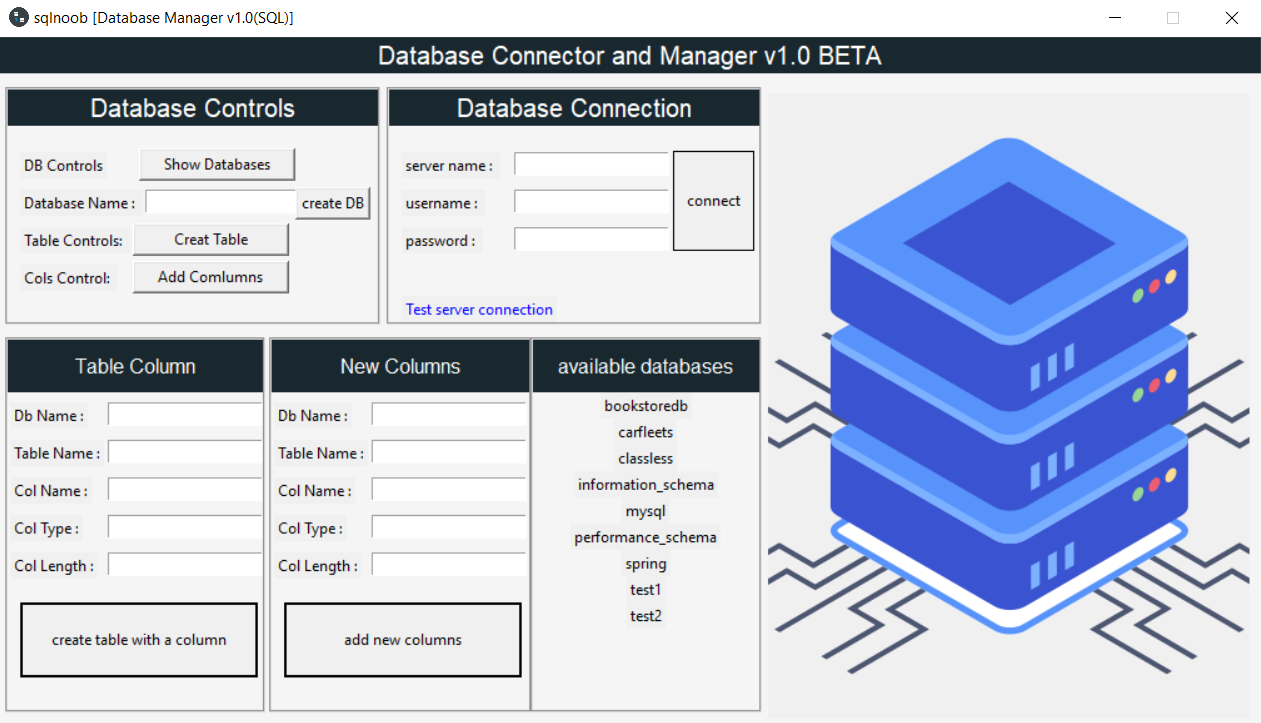 sqlnoob [Database Manager v1.0(SQL)]
Database Connector and Manager v1.0 BETA
Database Controls
DB Controls
Show Databases
Database Name :
create DB
Table Controls:
Creat Table
Cols Control:
Add Comlumns
Database Connection
server name :
username :
password :
connect
Test server connection
Table Column
Db Name :
Table Name :
Col Name :
Col Type :
Col Length :
create table with a column
New Columns
Db Name :
Table Name :
Col Name :
Col Type :
Col Length :
add new columns
available databases
bookstoredb
carfleets
classless
information_schema
mysql
performance_schema
spring
test1
test2